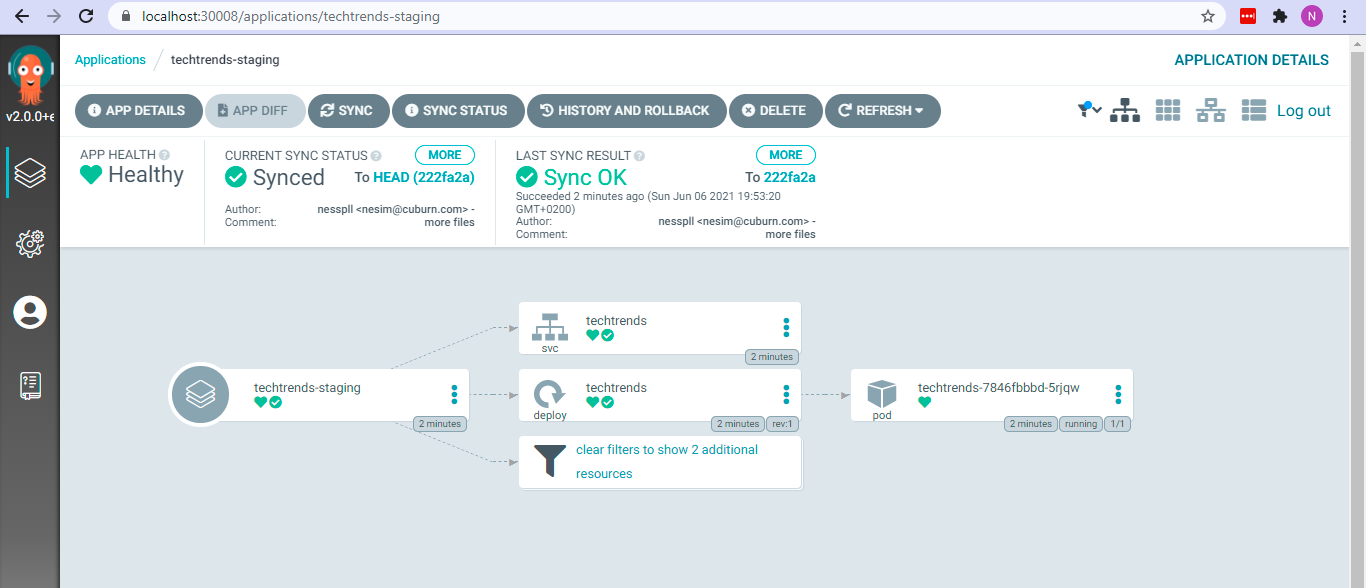 localhost:30008/applications/techtrends-staging
N
v2.0.0+e
Applications / techtrends-staging
APPLICATION DETAILS
APP DETAILS
APP DIFF
SYNC
SYNC STATUS
HISTORY AND ROLLBACK
DELETE
REFRESH
Log out
APP HEALTH
Healthy
CURRENT SYNC STATUS
MORE
Synced
To HEAD (222fa2a)
Author: nesspll <nesim@cuburn.com> -
Comment: more files
LAST SYNC RESULT
MORE
Sync OK
To 222fa2a
Succeeded 2 minutes ago (Sun Jun 06 2021 19:53:20
GMT+0200)
Author: nesspll <nesim@cuburn.com> -
Comment: more files
techtrends-staging
2 minutes
techtrends
svc
2 minutes
techtrends
deploy
2 minutes
rev:1
clear filters to show 2 additional
resources
techtrends-7846fbbbd-5rjqw
pod
2 minutes
running
1/1